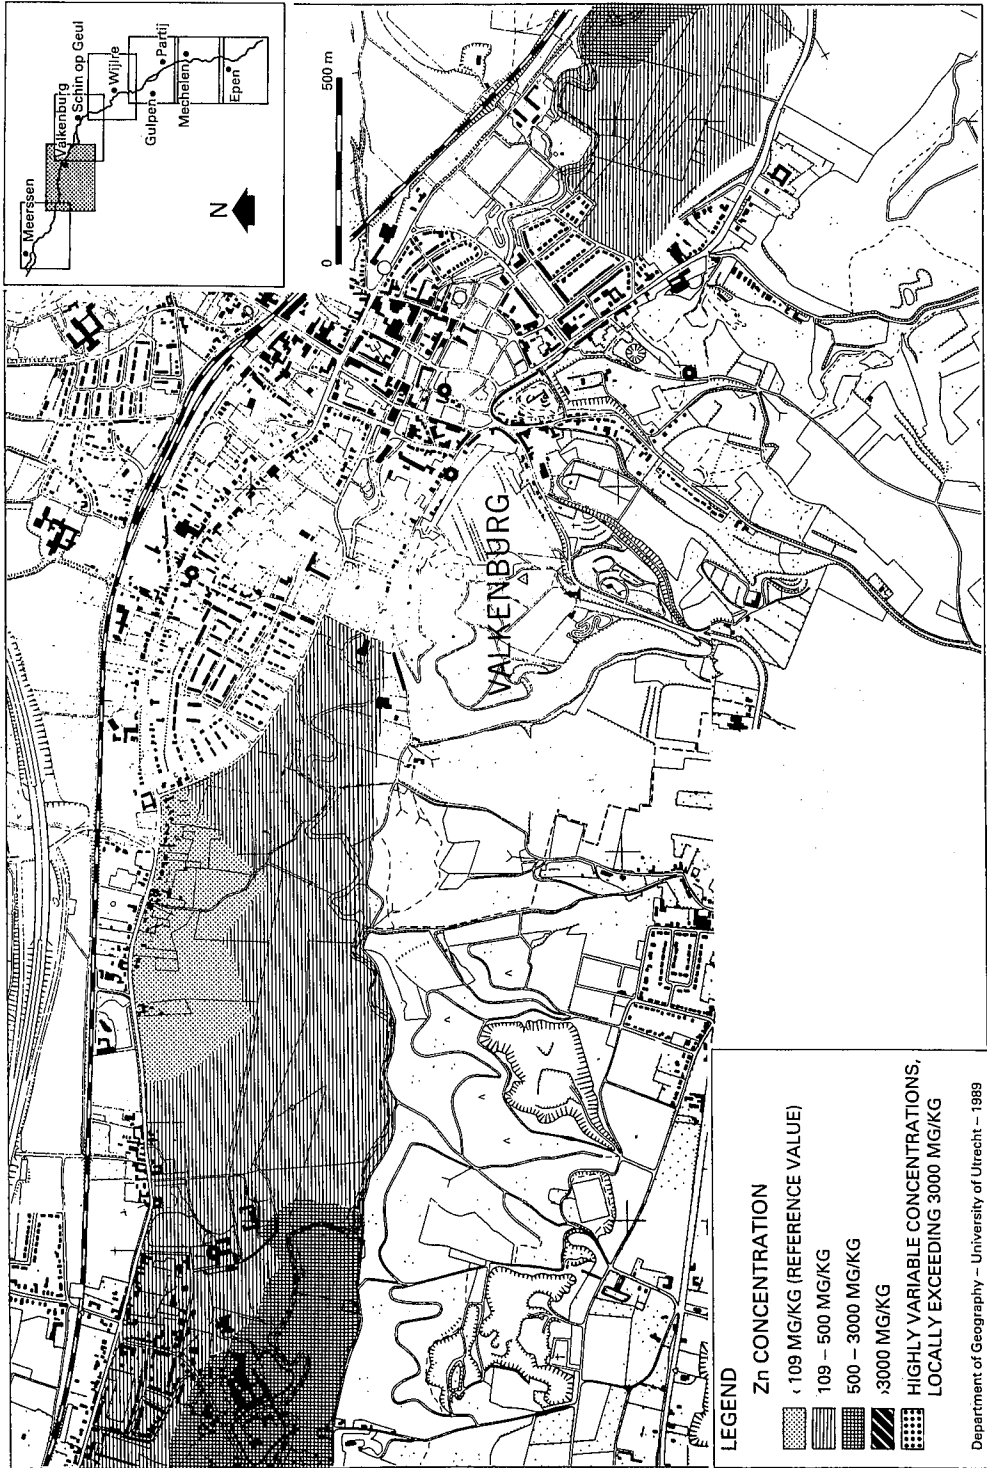 Meerssen
Valkenburg
Schin op Geul
Wijlre
Gulpen
Partij
Mechelen
Epen
N
0 500 m
VALKENBURG
LEGEND
Zn CONCENTRATION
‹ 109 MG/KG (REFERENCE VALUE)
109 – 500 MG/KG
500 – 3000 MG/KG
›3000 MG/KG
HIGHLY VARIABLE CONCENTRATIONS,
LOCALLY EXCEEDING 3000 MG/KG
Department of Geography – University of Utrecht – 1989